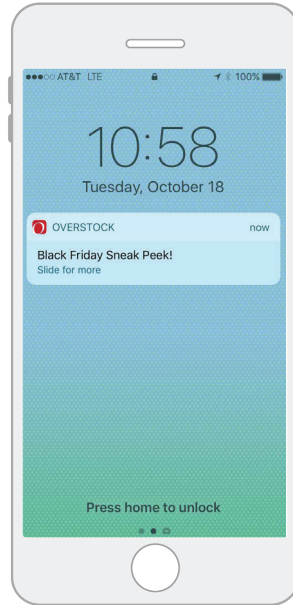 AT&T LTE 100%
10:58
Tuesday, October 18
OVERSTOCK now
Black Friday Sneak Peek!
Slide for more
Press home to unlock